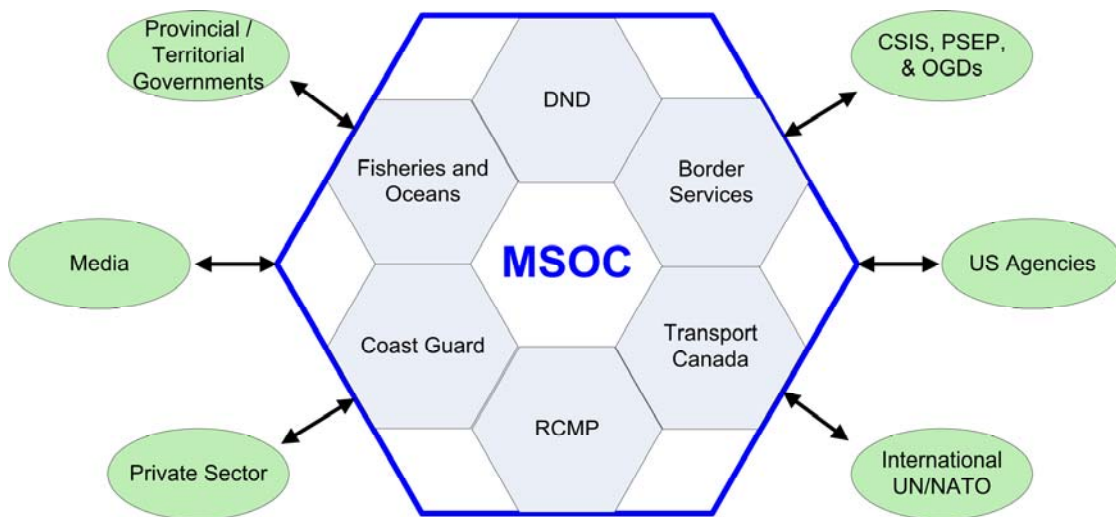 Provincial /
Territorial
Governments
CSIS, PSEP,
& OGDs
DND
Fisheries and
Oceans
Border
Services
Media
MSOC
US Agencies
Coast Guard
Transport
Canada
RCMP
Private Sector
International
UN/NATO